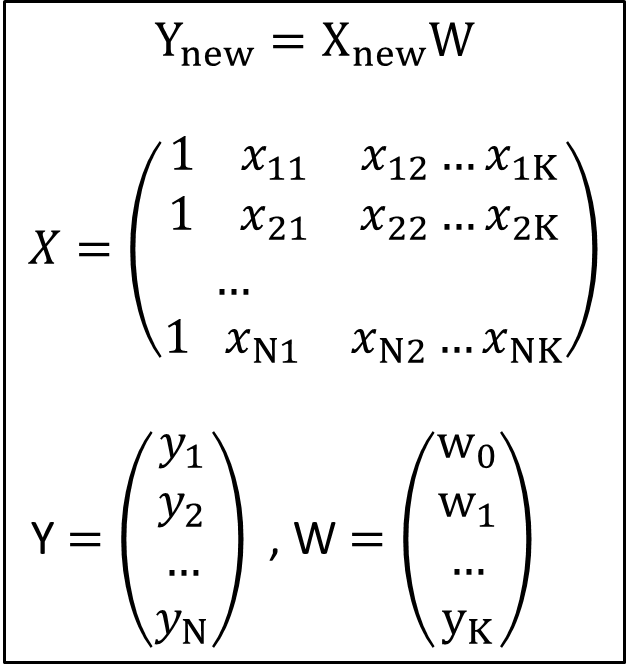 Y_new = X_new W
X = ( 1 x_11 x_12 … x_1K
1 x_21 x_22 … x_2K
…
1 x_N1 x_N2 … x_NK )
Y = ( y_1 y_2 … y_N ) , W = ( w_0 w_1 … y_K )